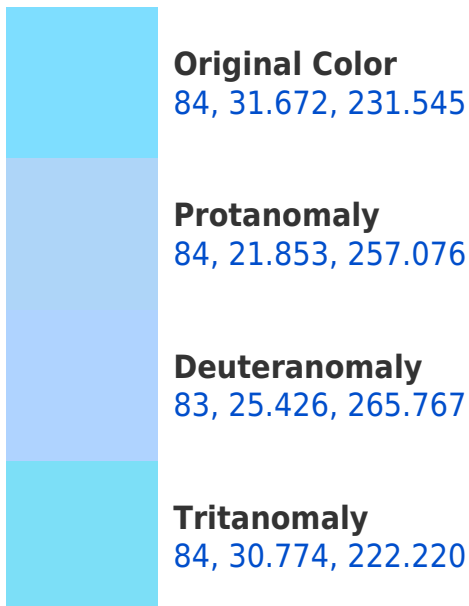 Original Color
84, 31.672, 231.545
Protanomaly
84, 21.853, 257.076
Deuteranomaly
83, 25.426, 265.767
Tritanomaly
84, 30.774, 222.220